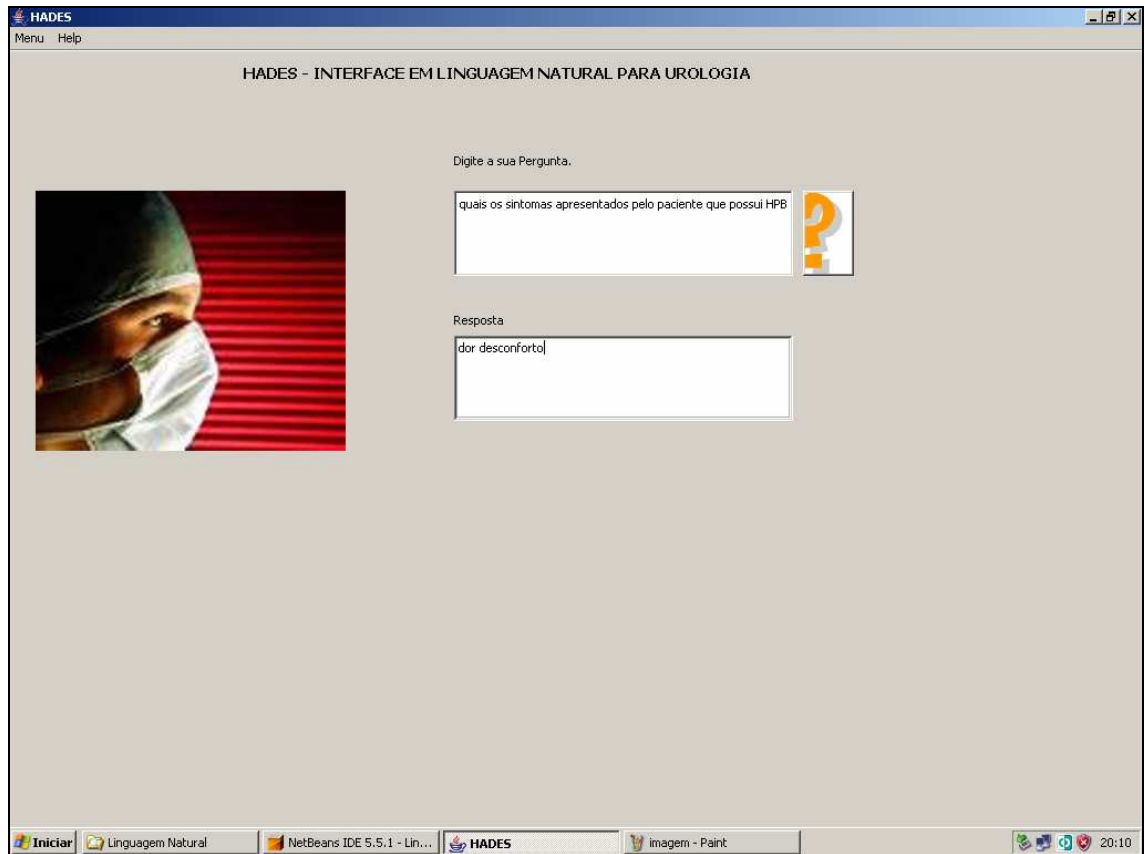 HADES
Menu Help
HADES - INTERFACE EM LINGUAGEM NATURAL PARA UROLOGIA
Digite a sua Pergunta.
quais os sintomas apresentados pelo paciente que possui HPB
?
Resposta
dor desconforto
Iniciar Linguagem Natural NetBeans IDE 5.5.1 - Lin... HADES imagem - Paint 20:10